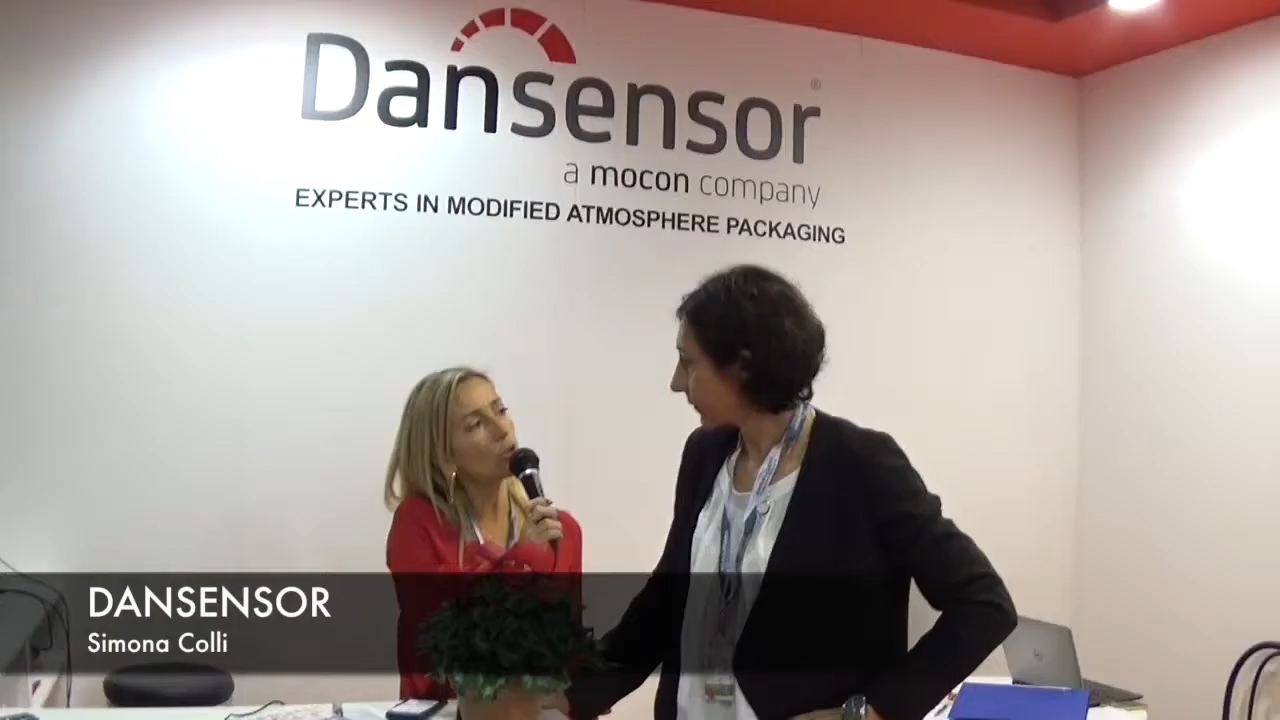 Dansensor®
a mocon company
EXPERTS IN MODIFIED ATMOSPHERE PACKAGING
DANSENSOR
Simona Colli